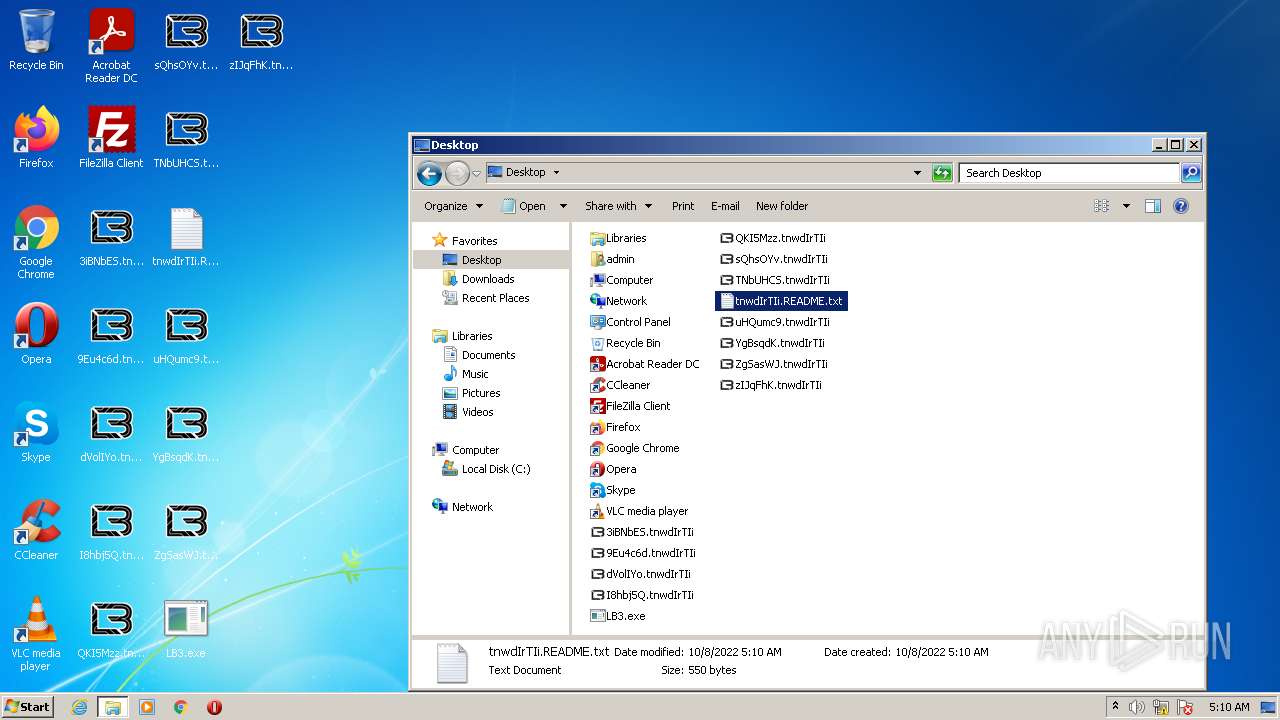 Recycle Bin
Acrobat
Reader DC
sQhsOYv.t...
zIJqFhK.tn...
Firefox
FileZilla Client
TNbUHCS.t...
Google
Chrome
3iBNbES.tn...
tnwdIrTIi.R...
Opera
9Eu4c6d.tn...
uHQumc9.t...
Skype
dVolIYo.tn...
YgBsqdK.tn...
CCleaner
I8hbj5Q.tn...
ZgSasWJ.t...
VLC media
player
QKI5Mzz.tn...
LB3.exe
Desktop
Desktop
Search Desktop
Organize
Open
Share with
Print
E-mail
New folder
Favorites
Desktop
Downloads
Recent Places
Libraries
Documents
Music
Pictures
Videos
Computer
Local Disk (C:)
Network
Libraries
admin
Computer
Network
Control Panel
Recycle Bin
Acrobat Reader DC
CCleaner
FileZilla Client
Firefox
Google Chrome
Opera
Skype
VLC media player
3iBNbES.tnwdIrTIi
9Eu4c6d.tnwdIrTIi
dVolIYo.tnwdIrTIi
I8hbj5Q.tnwdIrTIi
LB3.exe
QKI5Mzz.tnwdIrTIi
sQhsOYv.tnwdIrTIi
TNbUHCS.tnwdIrTIi
tnwdIrTIi.README.txt
uHQumc9.tnwdIrTIi
YgBsqdK.tnwdIrTIi
ZgSasWJ.tnwdIrTIi
zIJqFhK.tnwdIrTIi
tnwdIrTIi.README.txt Date modified: 10/8/2022 5:10 AM Date created: 10/8/2022 5:10 AM
Text Document Size: 550 bytes
ANY RUN
Start
5:10 AM